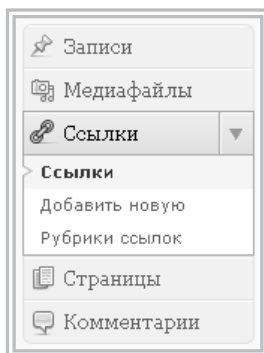 Записи
Медиафайлы
Ссылки
Ссылки
Добавить новую
Рубрики ссылок
Страницы
Комментарии